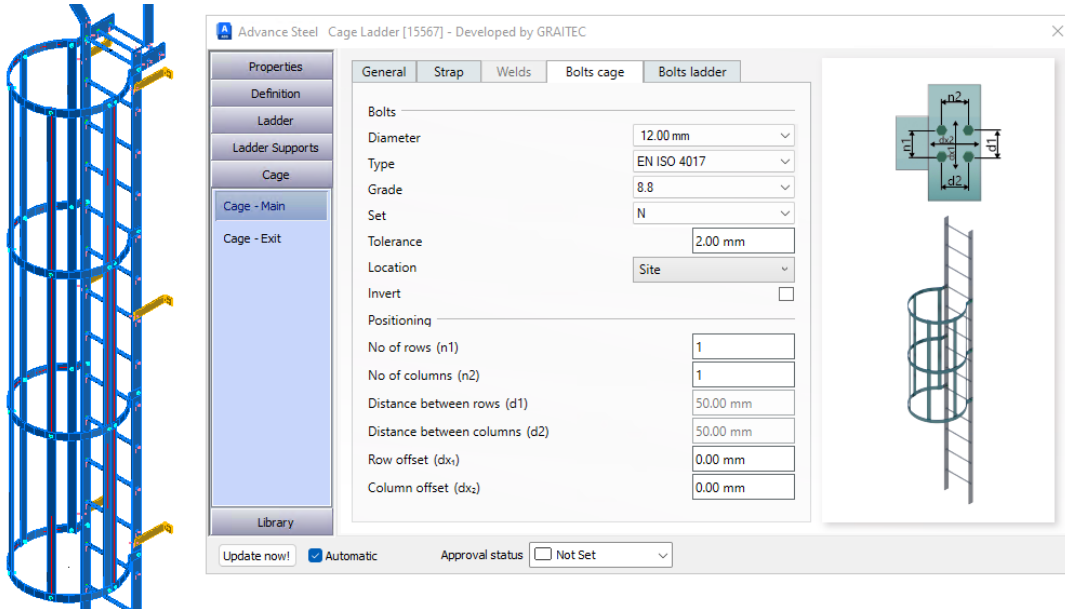 Advance Steel Cage Ladder [15567] - Developed by GRAITEC
Properties
Definition
Ladder
Ladder Supports
Cage
Cage - Main
Cage - Exit
Library
General Strap Welds Bolts cage Bolts ladder
Bolts
Diameter 12.00 mm
Type EN ISO 4017
Grade 8.8
Set N
Tolerance 2.00 mm
Location Site
Invert
Positioning
No of rows (n1) 1
No of columns (n2) 1
Distance between rows (d1) 50.00 mm
Distance between columns (d2) 50.00 mm
Row offset (dx₁) 0.00 mm
Column offset (dx₂) 0.00 mm
n2
n1 dx2 dx1 d1
d2
Update now! Automatic Approval status Not Set